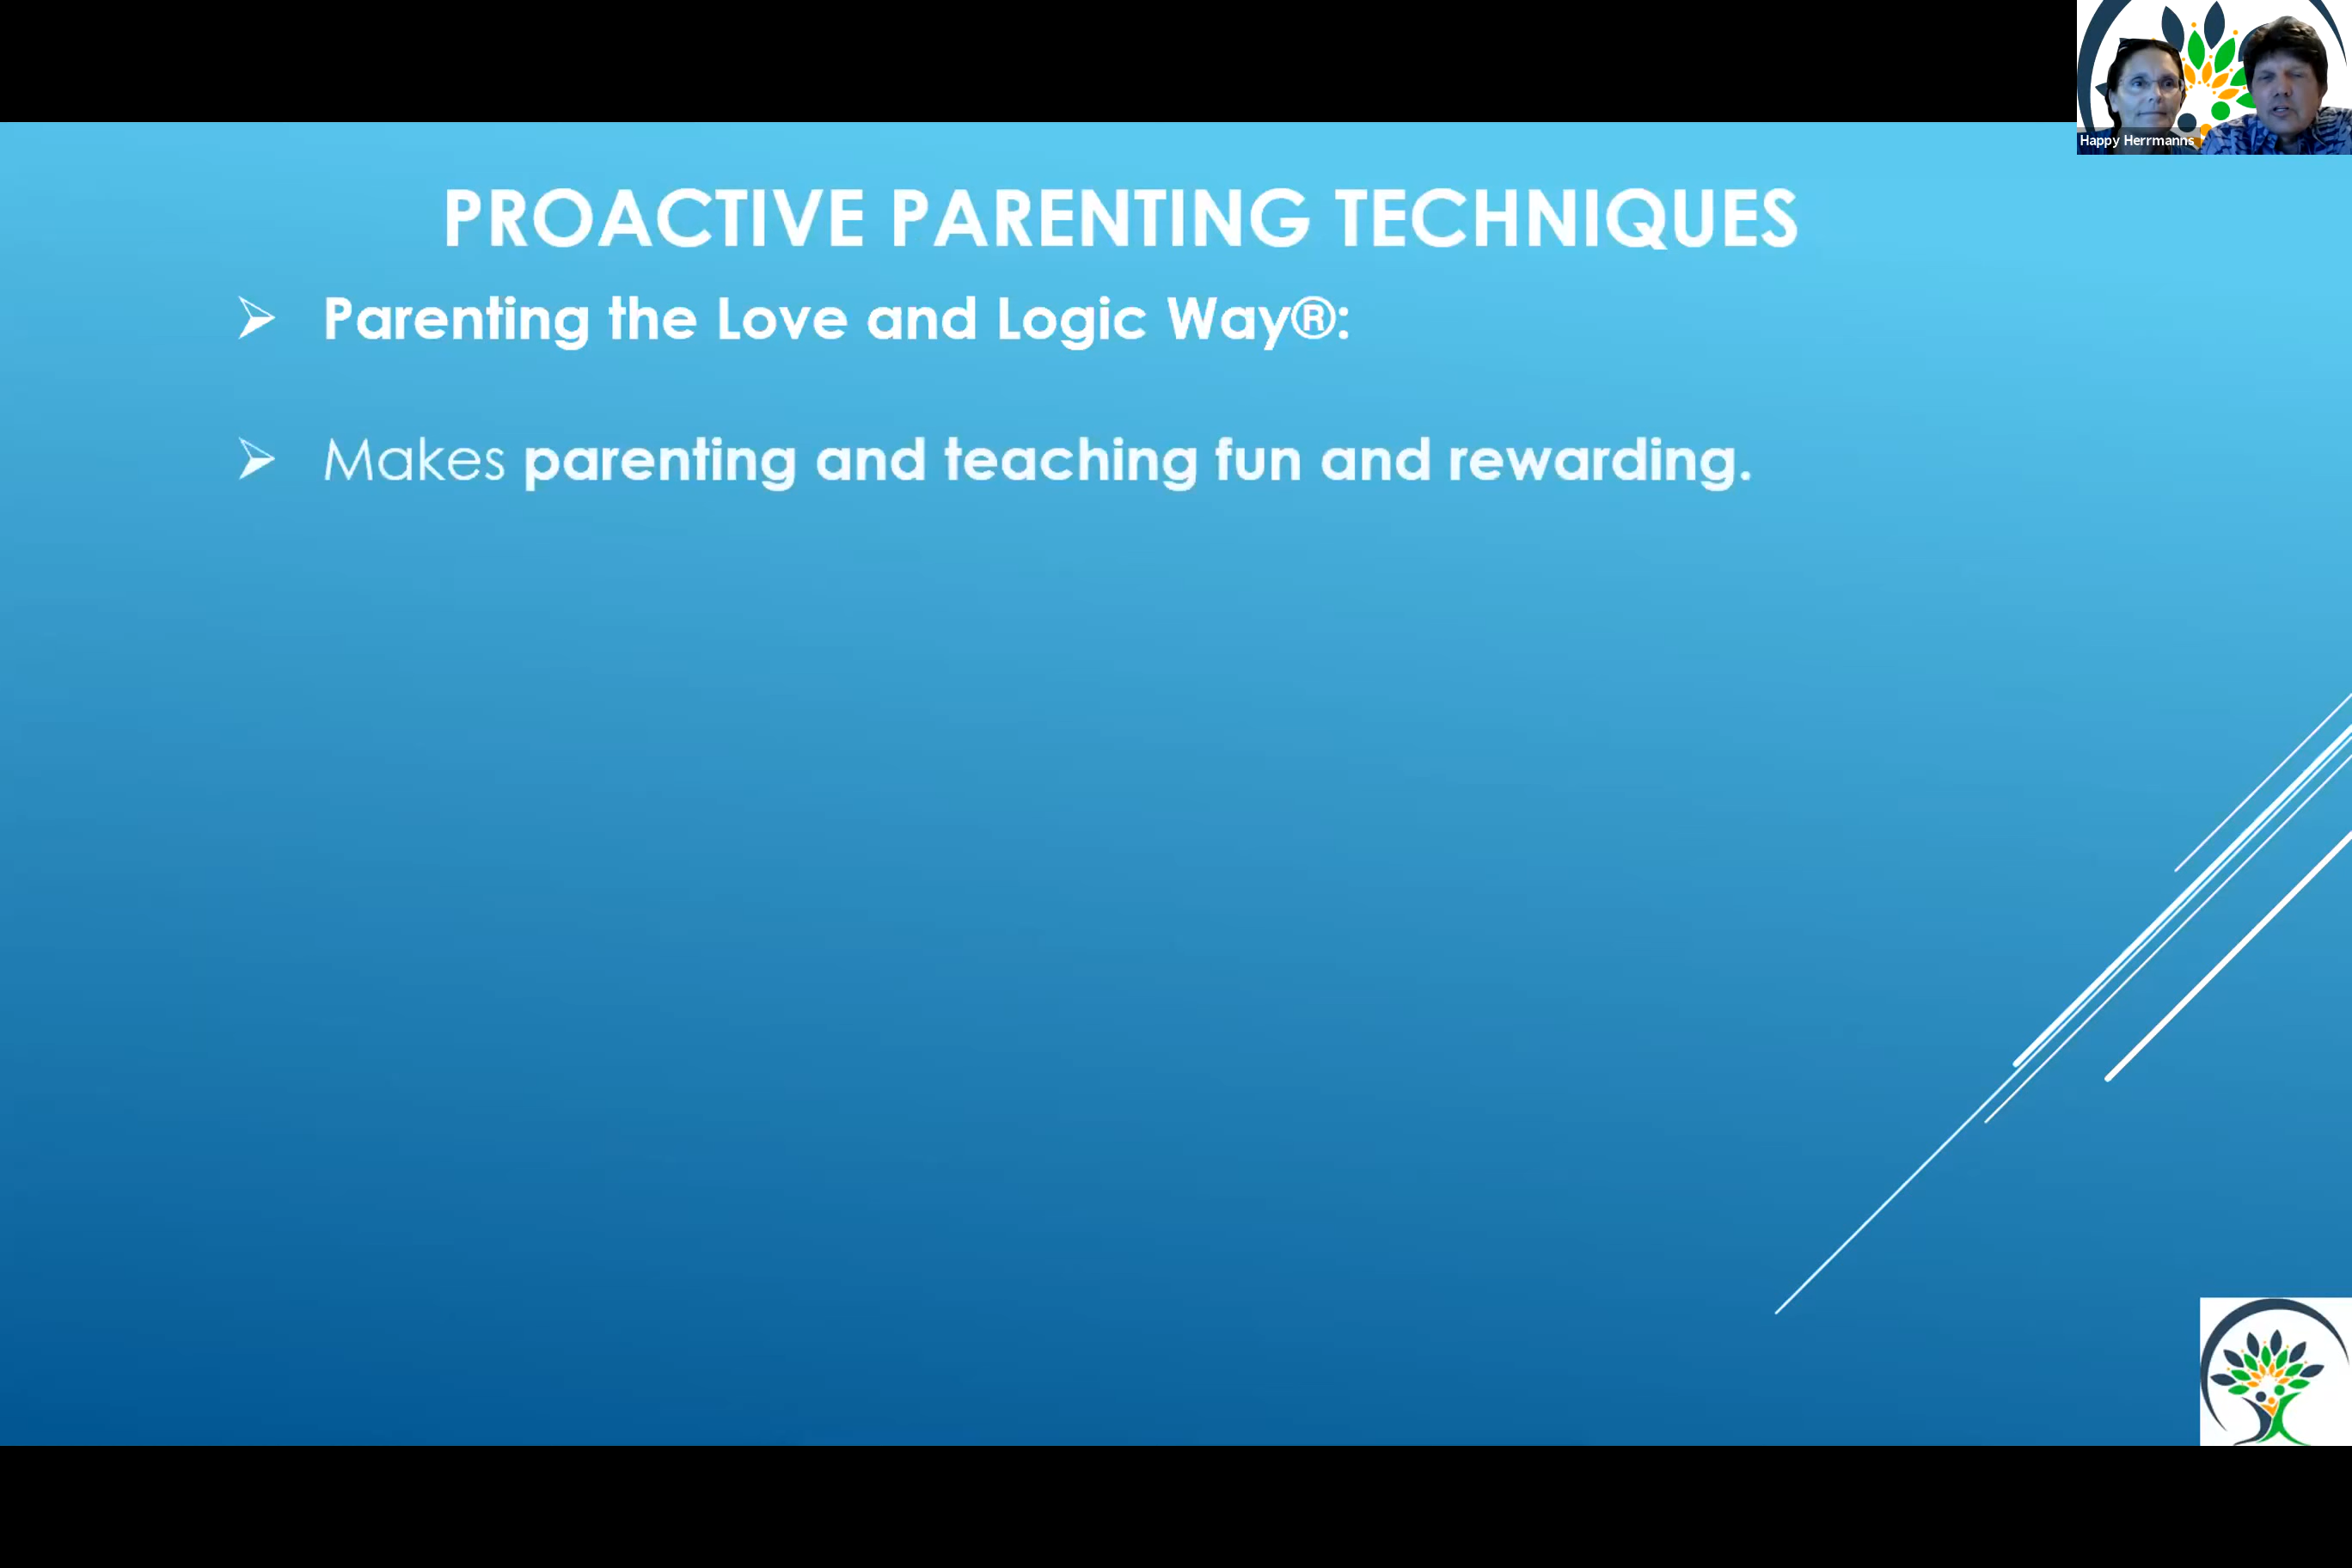 Happy Herrmanns
PROACTIVE PARENTING TECHNIQUES
Parenting the Love and Logic Way®:
Makes parenting and teaching fun and rewarding.